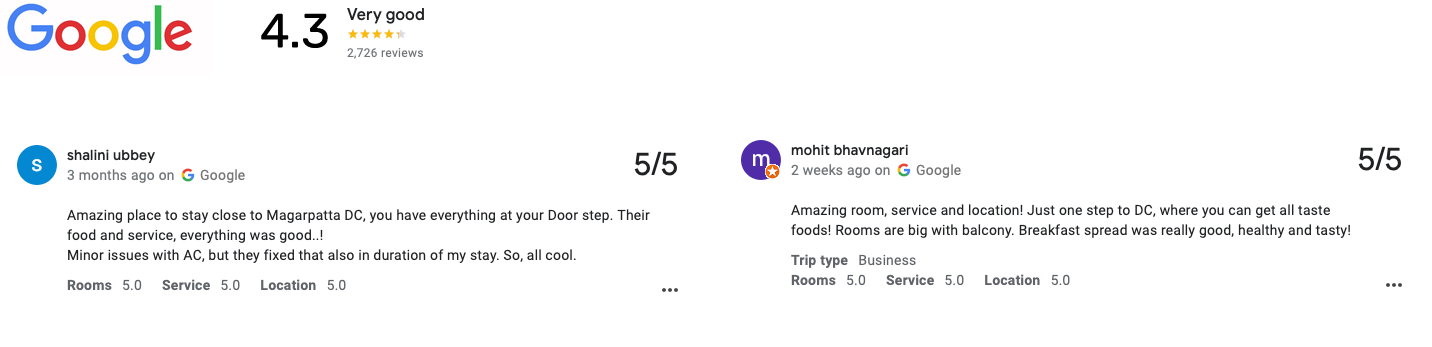 Google
4.3
Very good
2,726 reviews
S
shalini ubbey
3 months ago on G Google
5/5
Amazing place to stay close to Magarpatta DC, you have everything at your Door step. Their
food and service, everything was good..!
Minor issues with AC, but they fixed that also in duration of my stay. So, all cool.
Rooms 5.0 Service 5.0 Location 5.0
m
mohit bhavnagari
2 weeks ago on G Google
5/5
Amazing room, service and location! Just one step to DC, where you can get all taste
foods! Rooms are big with balcony. Breakfast spread was really good, healthy and tasty!
Trip type Business
Rooms 5.0 Service 5.0 Location 5.0